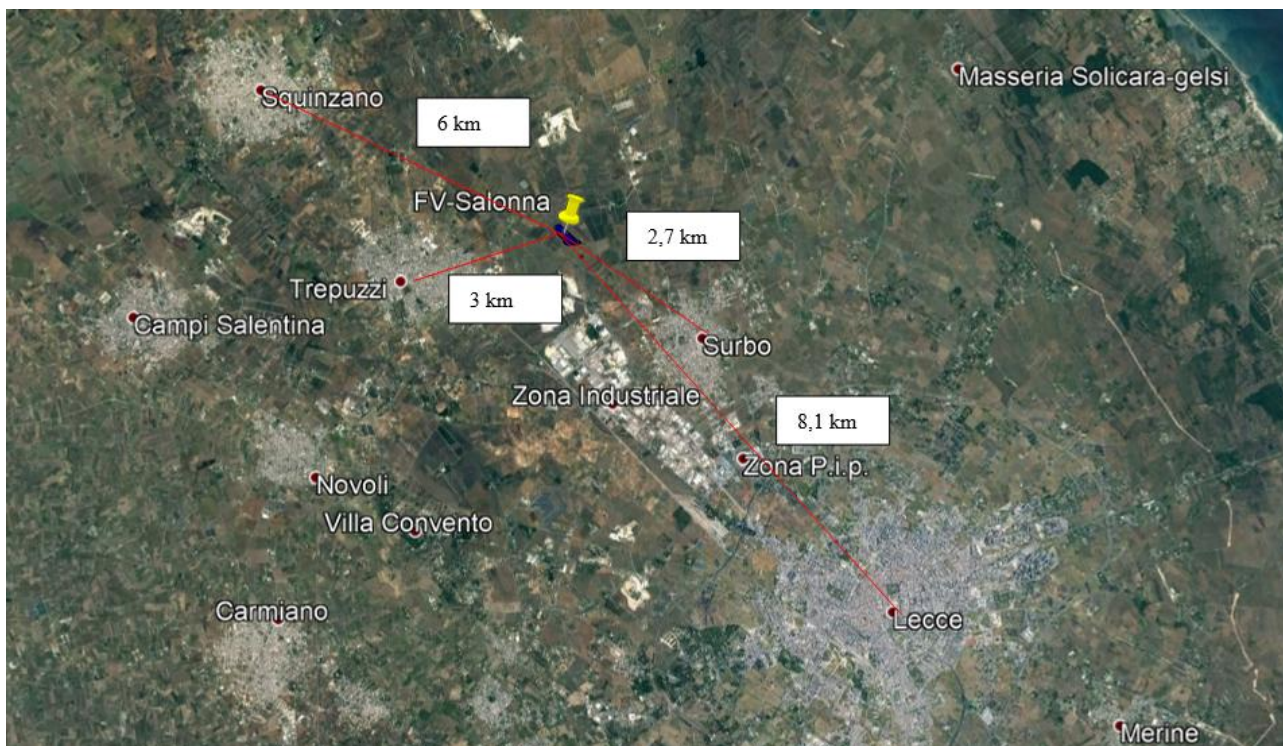 Masseria Solicara-gelsi
Squinzano
6 km
FV-Salonna
2,7 km
Trepuzzi
3 km
Campi Salentina
Surbo
Zona Industriale
8,1 km
Zona P.i.p.
Novoli
Villa Convento
Carmiano
Lecce
Merine